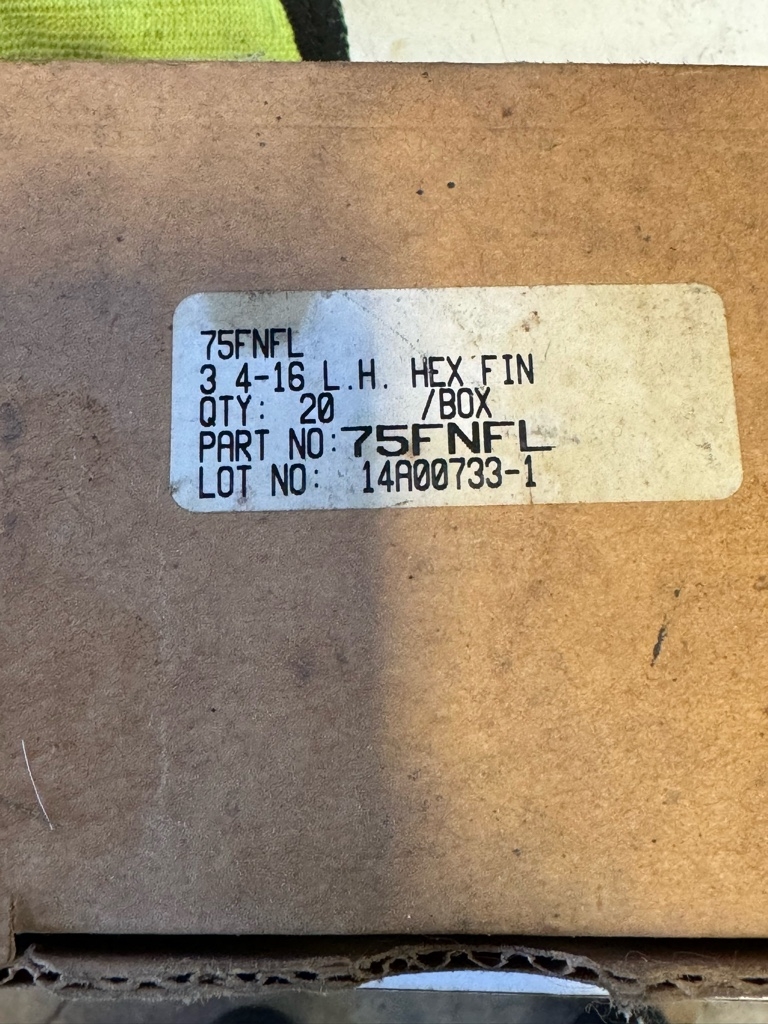 75FNFL
3 4-16 L.H. HEX FIN
QTY: 20 /BOX
PART NO: 75FNFL
LOT NO: 14A00733-1